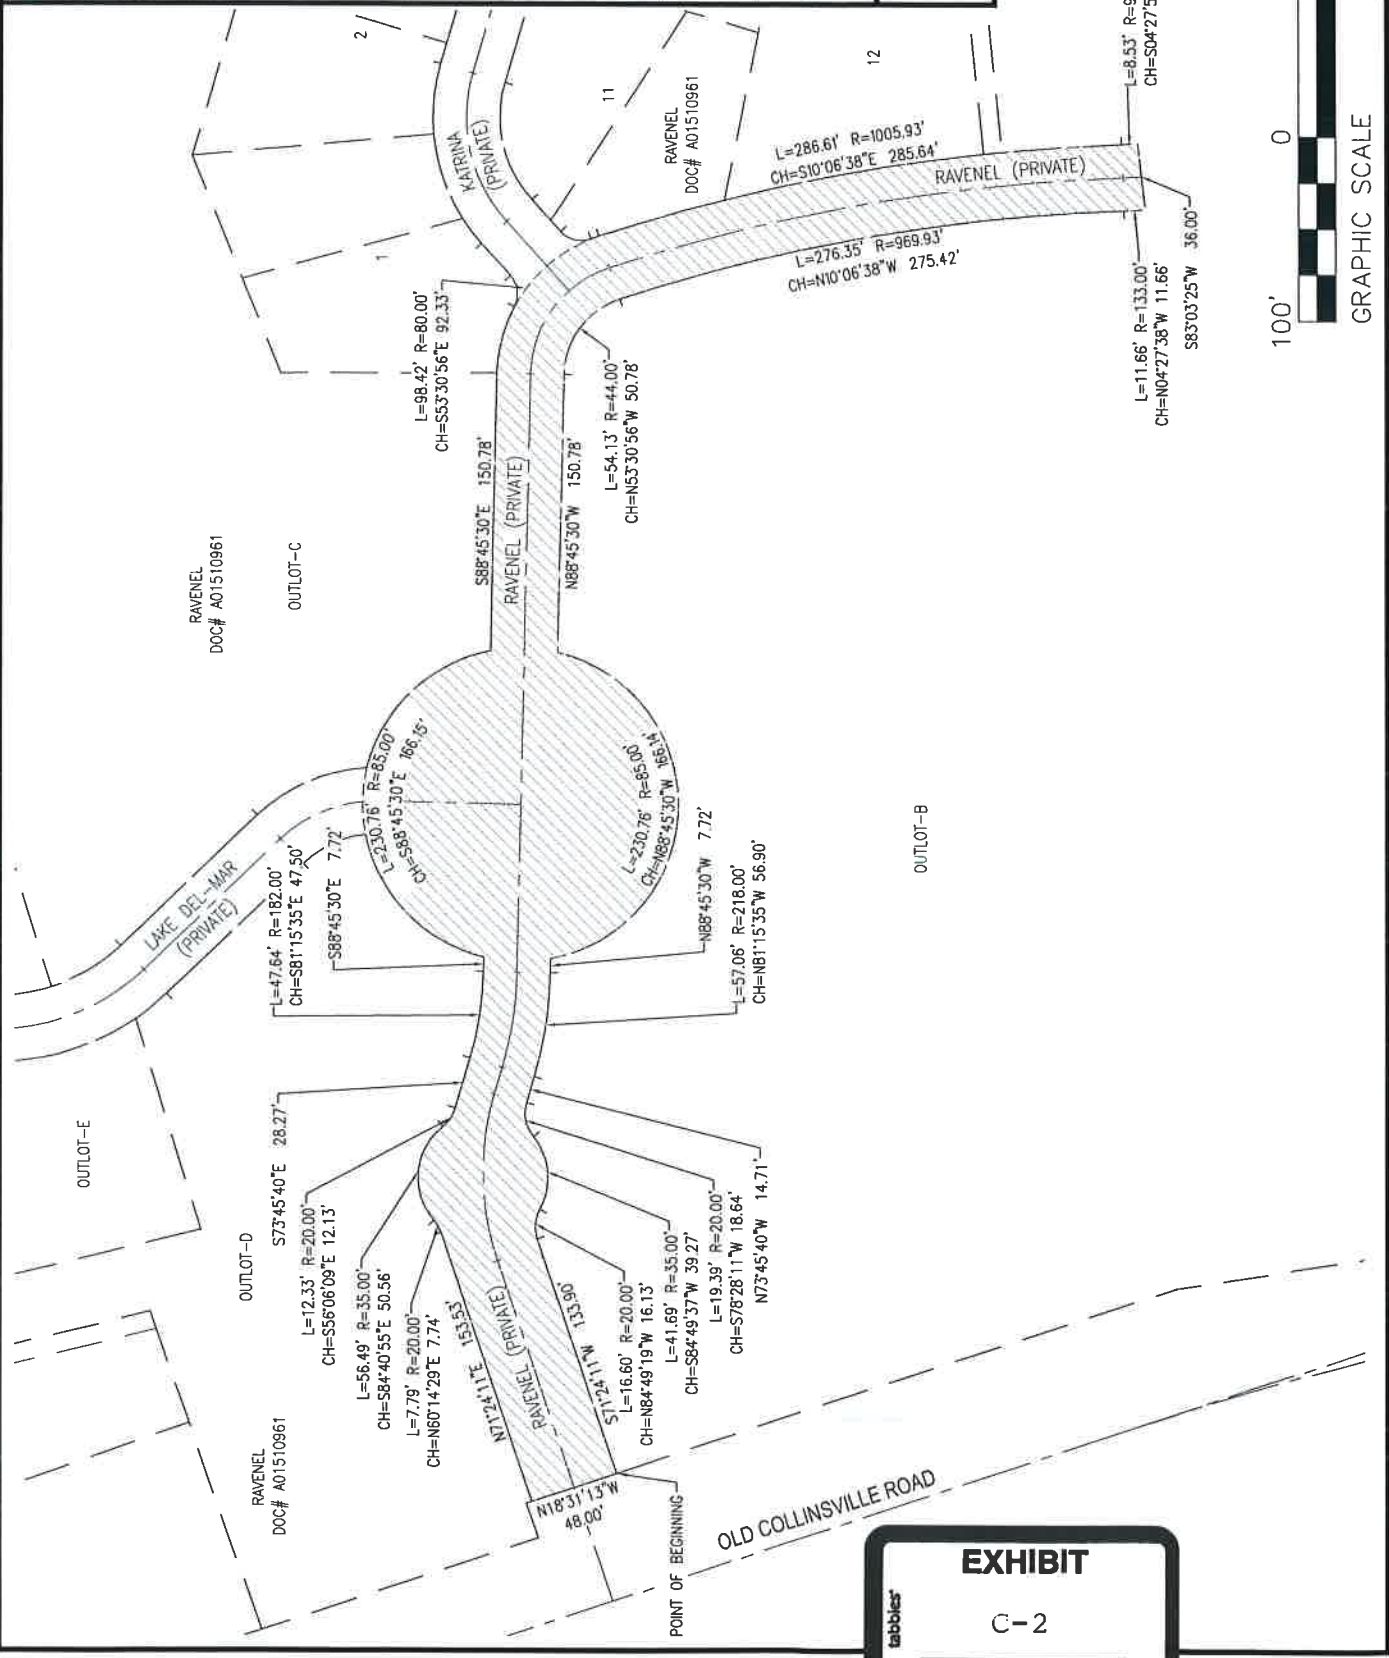 2
KATRINA
(PRIVATE)
11
12
RAVENEL
DOC# A01510961
L=8.53' R=9
CH=S04°27'5
L=286.61' R=1005.93'
CH=S10°06'38"E 285.64'
RAVENEL (PRIVATE)
L=276.35' R=969.93'
CH=N10°06'38"W 275.42'
1
L=98.42' R=80.00'
CH=S53°30'56"E 92.33'
L=54.13' R=44.00'
CH=N53°30'56"W 50.78'
L=11.66' R=133.00'
CH=N04°27'38"W 11.66'
S83°03'25"W 36.00'
100'
0
GRAPHIC SCALE
S88°45'30"E 150.78'
RAVENEL (PRIVATE)
N88°45'30"W 150.78'
RAVENEL
DOC# A01510961
OUTLOT-C
L=230.76' R=85.00'
CH=S88°45'30"E 166.15'
L=230.76' R=85.00'
CH=N88°45'30"W 166.14'
LAKE DEL-MAR
(PRIVATE)
L=47.64' R=182.00'
CH=S81°15'35"E 47.50'
S88°45'30"E 7.72'
N88°45'30"W 7.72'
L=57.06' R=218.00'
CH=N81°15'35"W 56.90'
OUTLOT-B
OUTLOT-E
OUTLOT-D
S73°45'40"E 28.27'
L=12.33' R=20.00'
CH=S56°06'09"E 12.13'
L=56.49' R=35.00'
CH=S84°40'55"E 50.56'
L=7.79' R=20.00'
CH=N60°14'29"E 7.74'
N71°24'11"E 153.53'
RAVENEL (PRIVATE)
S71°24'11"W 133.90'
L=16.60' R=20.00'
CH=N84°49'19"W 16.13'
L=41.69' R=35.00'
CH=S84°49'37"W 39.27'
L=19.39' R=20.00'
CH=S78°28'11"W 18.64'
N73°45'40"W 14.71'
RAVENEL
DOC# A01510961
N18°31'13"W
48.00'
POINT OF BEGINNING
OLD COLLINSVILLE ROAD
EXHIBIT
tabbies'
C-2